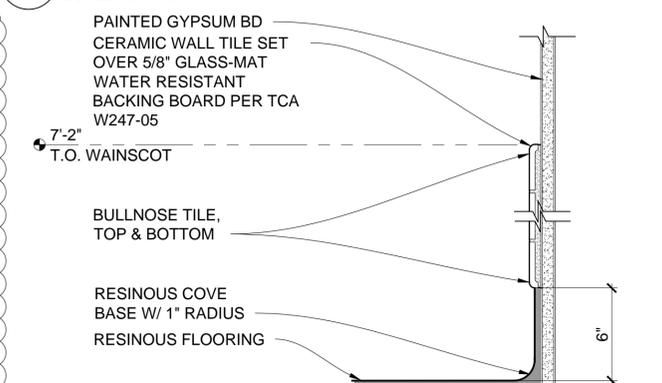 PAINTED GYPSUM BD
CERAMIC WALL TILE SET
OVER 5/8" GLASS-MAT
WATER RESISTANT
BACKING BOARD PER TCA
W247-05
7'-2"
T.O. WAINSCOT
BULLNOSE TILE,
TOP & BOTTOM
RESINOUS COVE
BASE W/ 1" RADIUS
RESINOUS FLOORING
6"